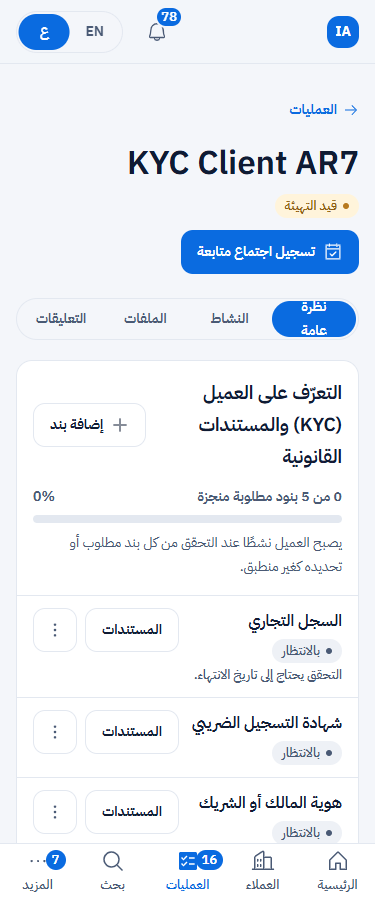 IA
78
EN
ع
العمليات
KYC Client AR7
قيد التهيئة
تسجيل اجتماع متابعة
نظرة
عامة
النشاط
الملفات
التعليقات
التعرّف على العميل
(KYC) والمستندات
القانونية
إضافة بند
0 من 5 بنود مطلوبة منجزة
0%
يصبح العميل نشطًا عند التحقق من كل بند مطلوب أو
تحديده كغير منطبق.
السجل التجاري
بالانتظار
التحقق يحتاج إلى تاريخ الانتهاء.
المستندات
شهادة التسجيل الضريبي
بالانتظار
المستندات
هوية المالك أو الشريك
بالانتظار
المستندات
الرئيسية
العملاء
16
العمليات
بحث
7
المزيد